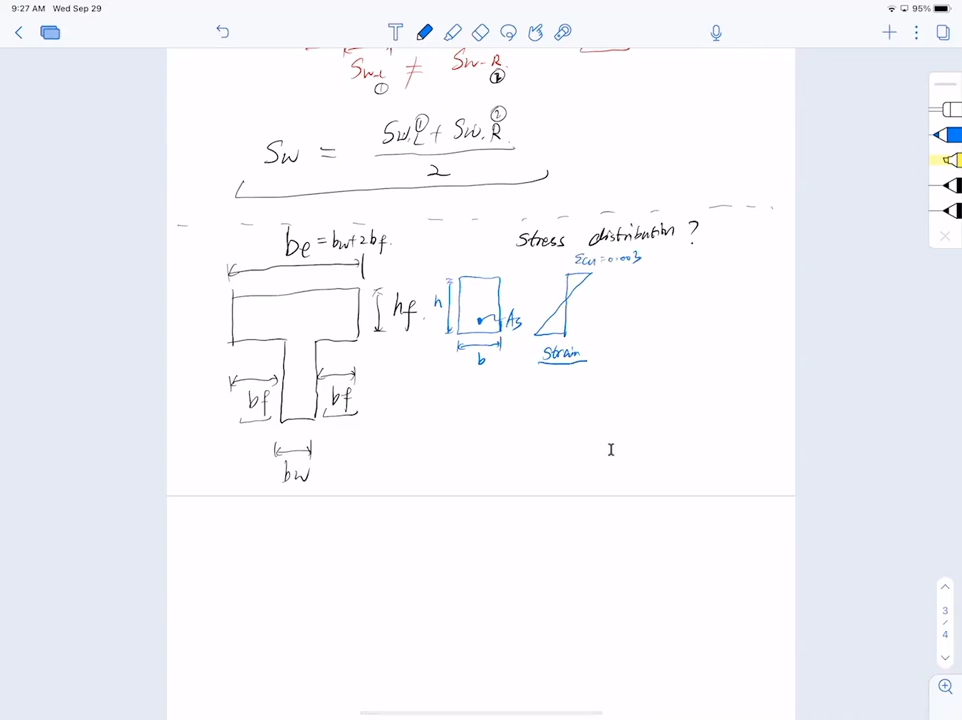 9:27 AM Wed Sep 29
95%
T
Sw-L ≠ Sw-R
① ②
Sw = (Sw.L① + Sw.R②) / 2
be = bw+2bf.
Stress distribution ?
εcu=0.003
hf.
h
As
b
Strain
bf
bf
bw
3
/
4